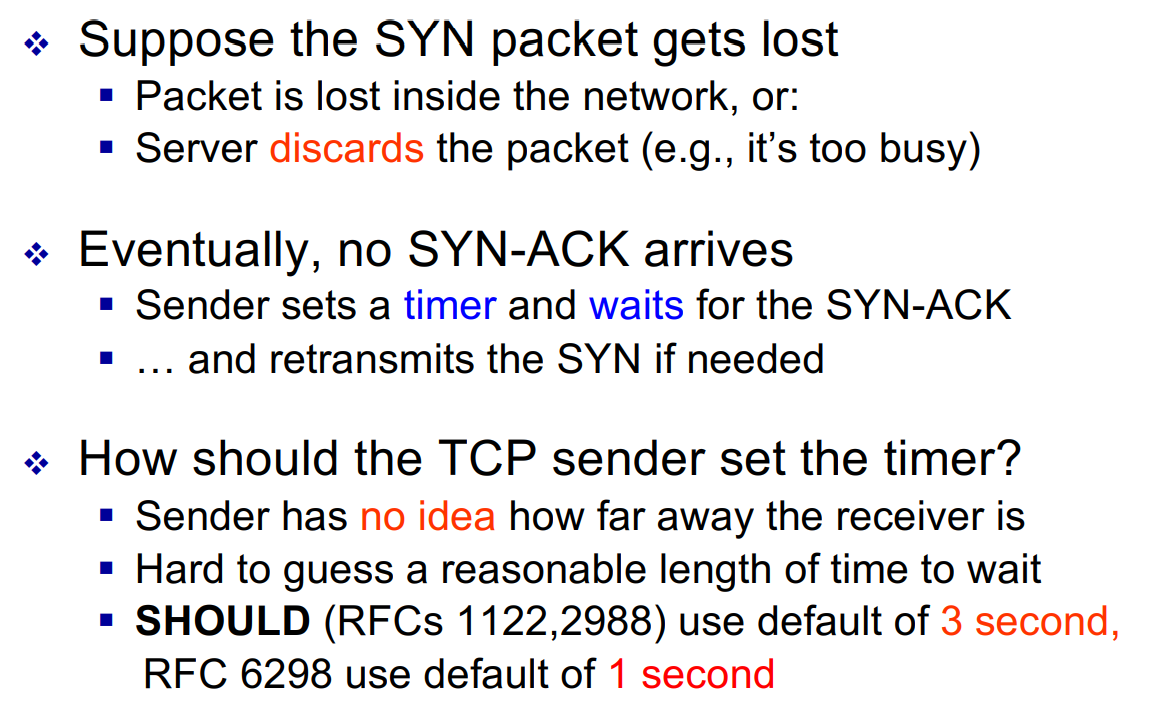 ❖ Suppose the SYN packet gets lost
▪ Packet is lost inside the network, or:
▪ Server discards the packet (e.g., it’s too busy)
❖ Eventually, no SYN-ACK arrives
▪ Sender sets a timer and waits for the SYN-ACK
▪ … and retransmits the SYN if needed
❖ How should the TCP sender set the timer?
▪ Sender has no idea how far away the receiver is
▪ Hard to guess a reasonable length of time to wait
▪ SHOULD (RFCs 1122,2988) use default of 3 second,
RFC 6298 use default of 1 second